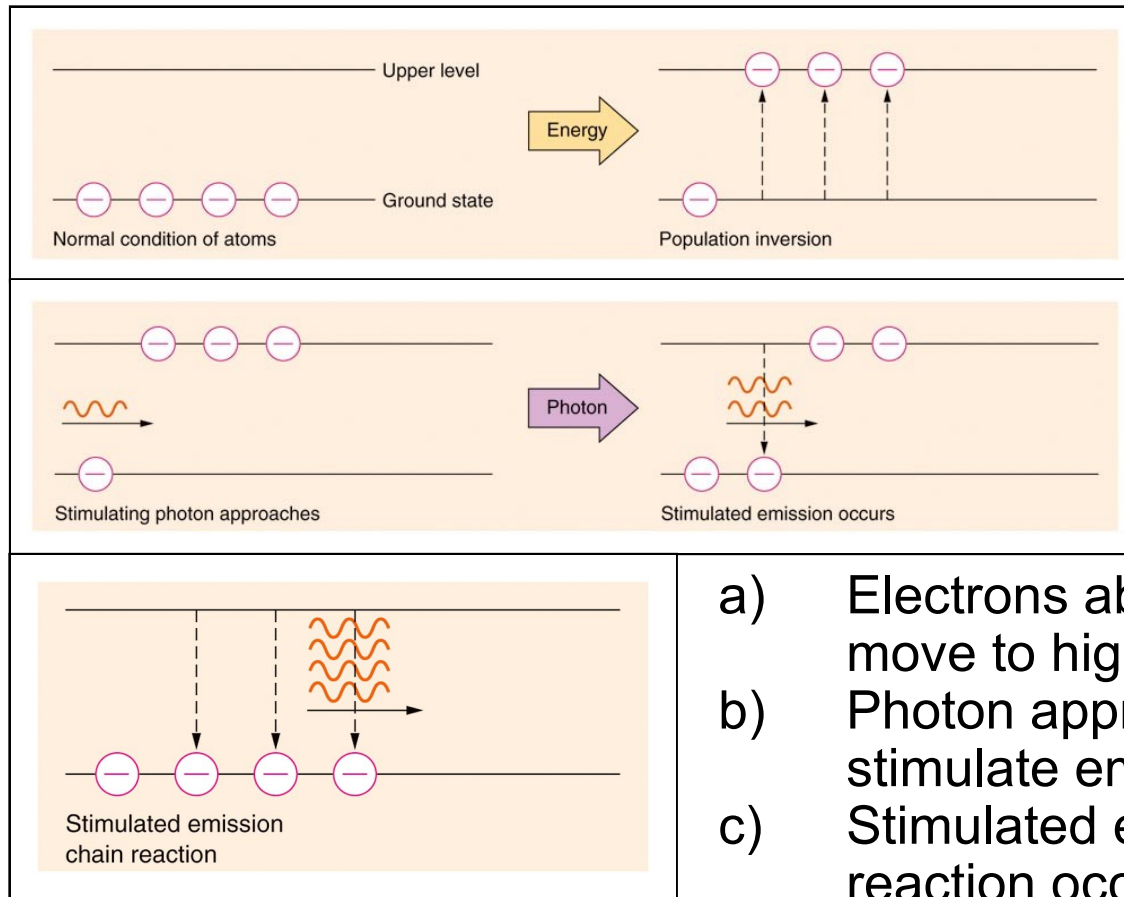 Upper level
Energy
Ground state
Normal condition of atoms
Population inversion
Photon
Stimulating photon approaches
Stimulated emission occurs
Stimulated emission
chain reaction
a) Electrons
move to
b) Photon
stimulate
c) Stimulated
reaction